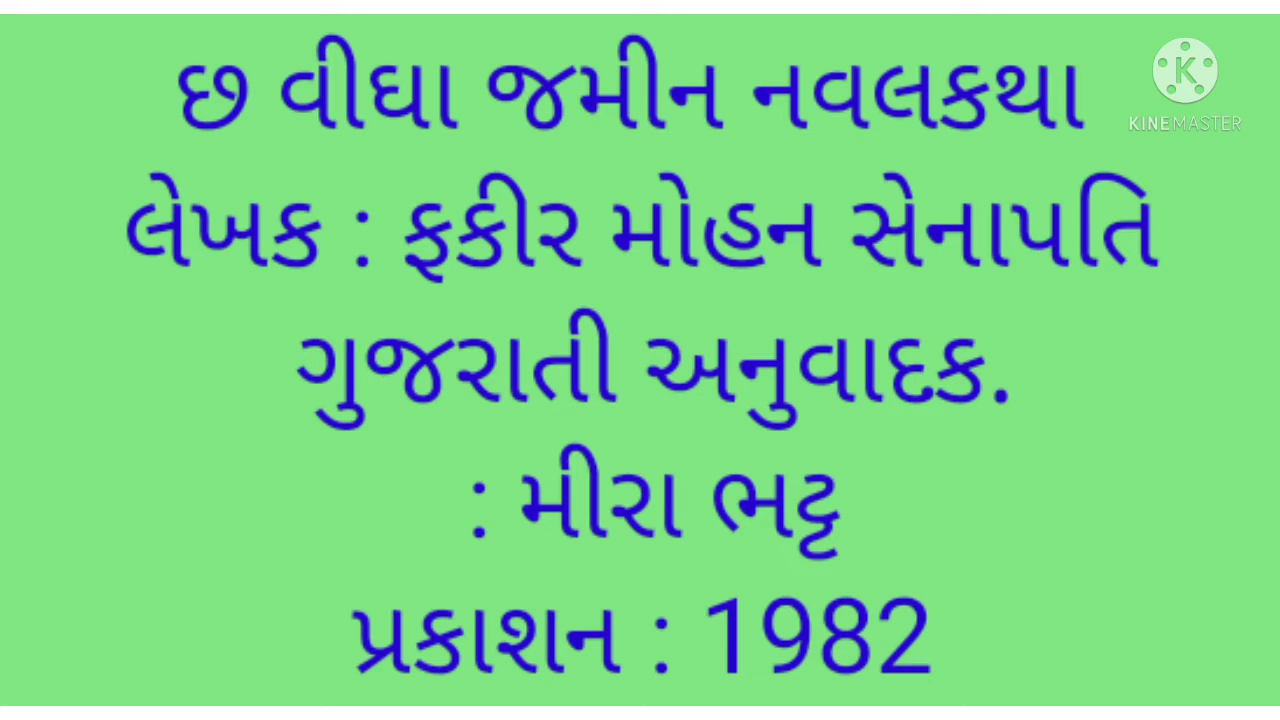 છ વીઘા જમીન નવલકથા
લેખક : ફકીર મોહન સેનાપતિ
ગુજરાતી અનુવાદક.
: મીરા ભટ્ટ
પ્રકાશન : 1982
K
KINEMASTER